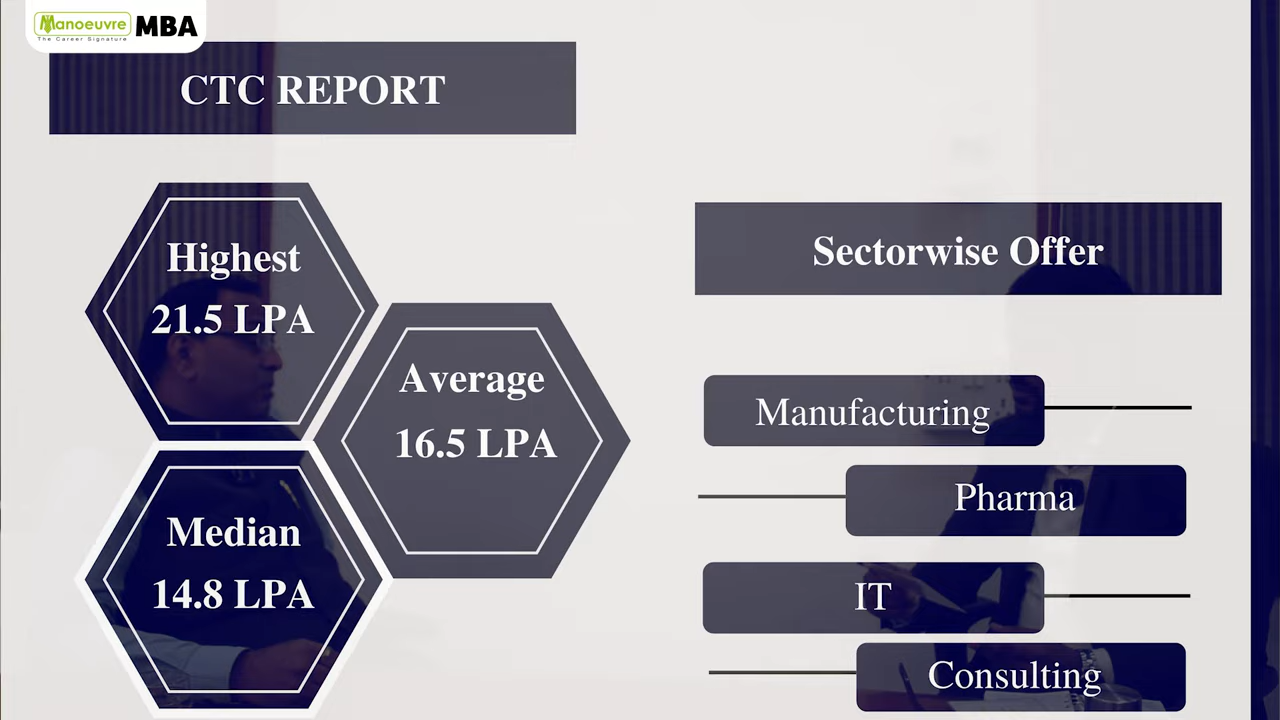 Manoeuvre MBA
The Career Signature
CTC REPORT
Highest
21.5 LPA
Average
16.5 LPA
Median
14.8 LPA
Sectorwise Offer
Manufacturing
Pharma
IT
Consulting